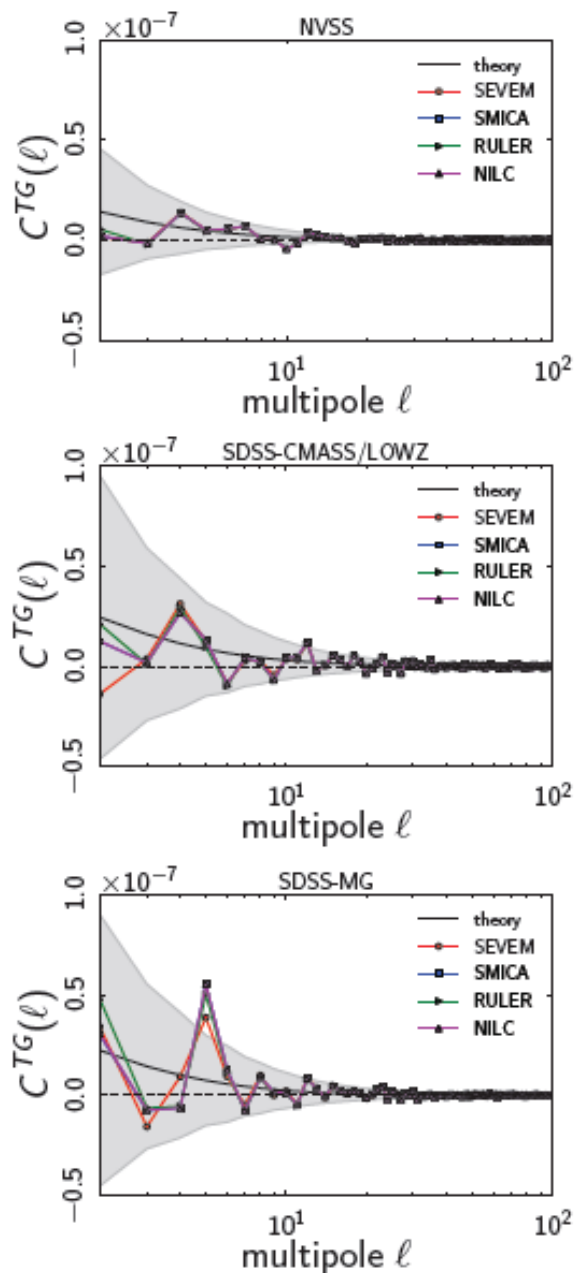 ×10⁻⁷ NVSS
1.0
theory
SEVEM
SMICA
RULER
NILC
0.5
0.0
−0.5
C^{TG}(ℓ)
10¹ 10²
multipole ℓ
×10⁻⁷ SDSS-CMASS/LOWZ
1.0
theory
SEVEM
SMICA
RULER
NILC
0.5
0.0
−0.5
C^{TG}(ℓ)
10¹ 10²
multipole ℓ
×10⁻⁷ SDSS-MG
1.0
theory
SEVEM
SMICA
RULER
NILC
0.5
0.0
−0.5
C^{TG}(ℓ)
10¹ 10²
multipole ℓ